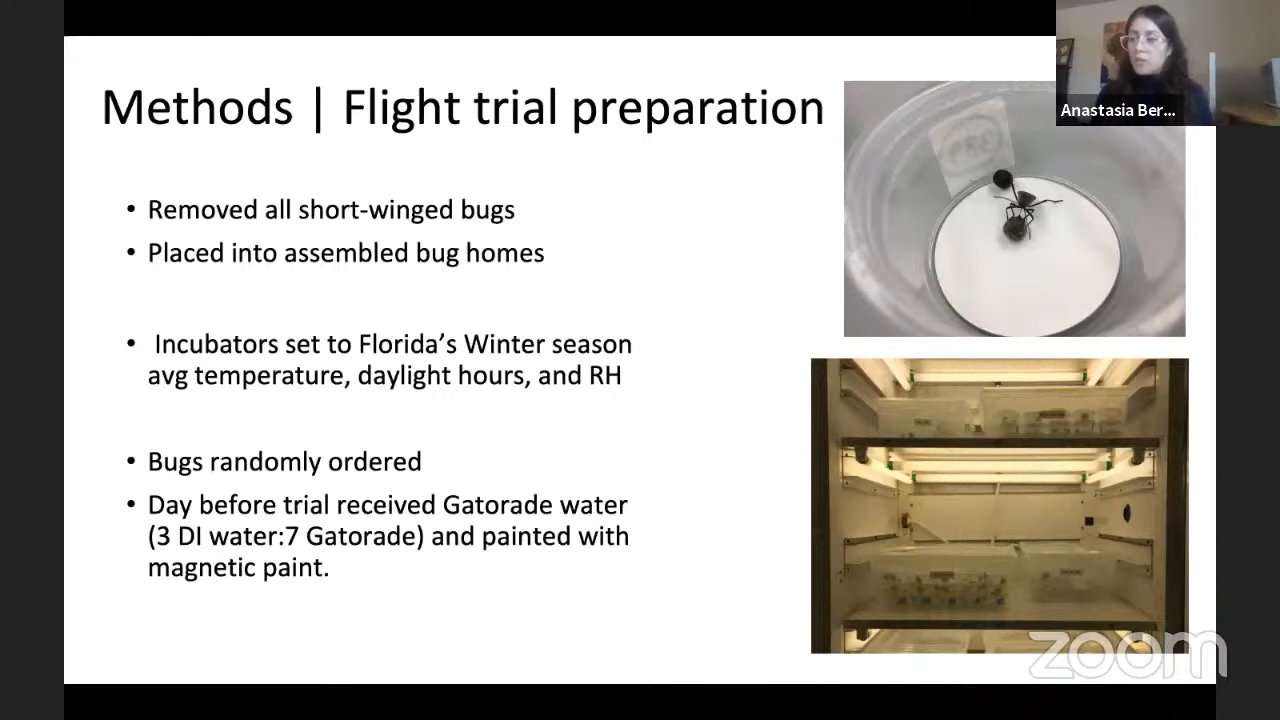 Anastasia Ber...
Methods | Flight trial preparation
• Removed all short-winged bugs
• Placed into assembled bug homes
• Incubators set to Florida’s Winter season
avg temperature, daylight hours, and RH
• Bugs randomly ordered
• Day before trial received Gatorade water
(3 DI water:7 Gatorade) and painted with
magnetic paint.
zoom